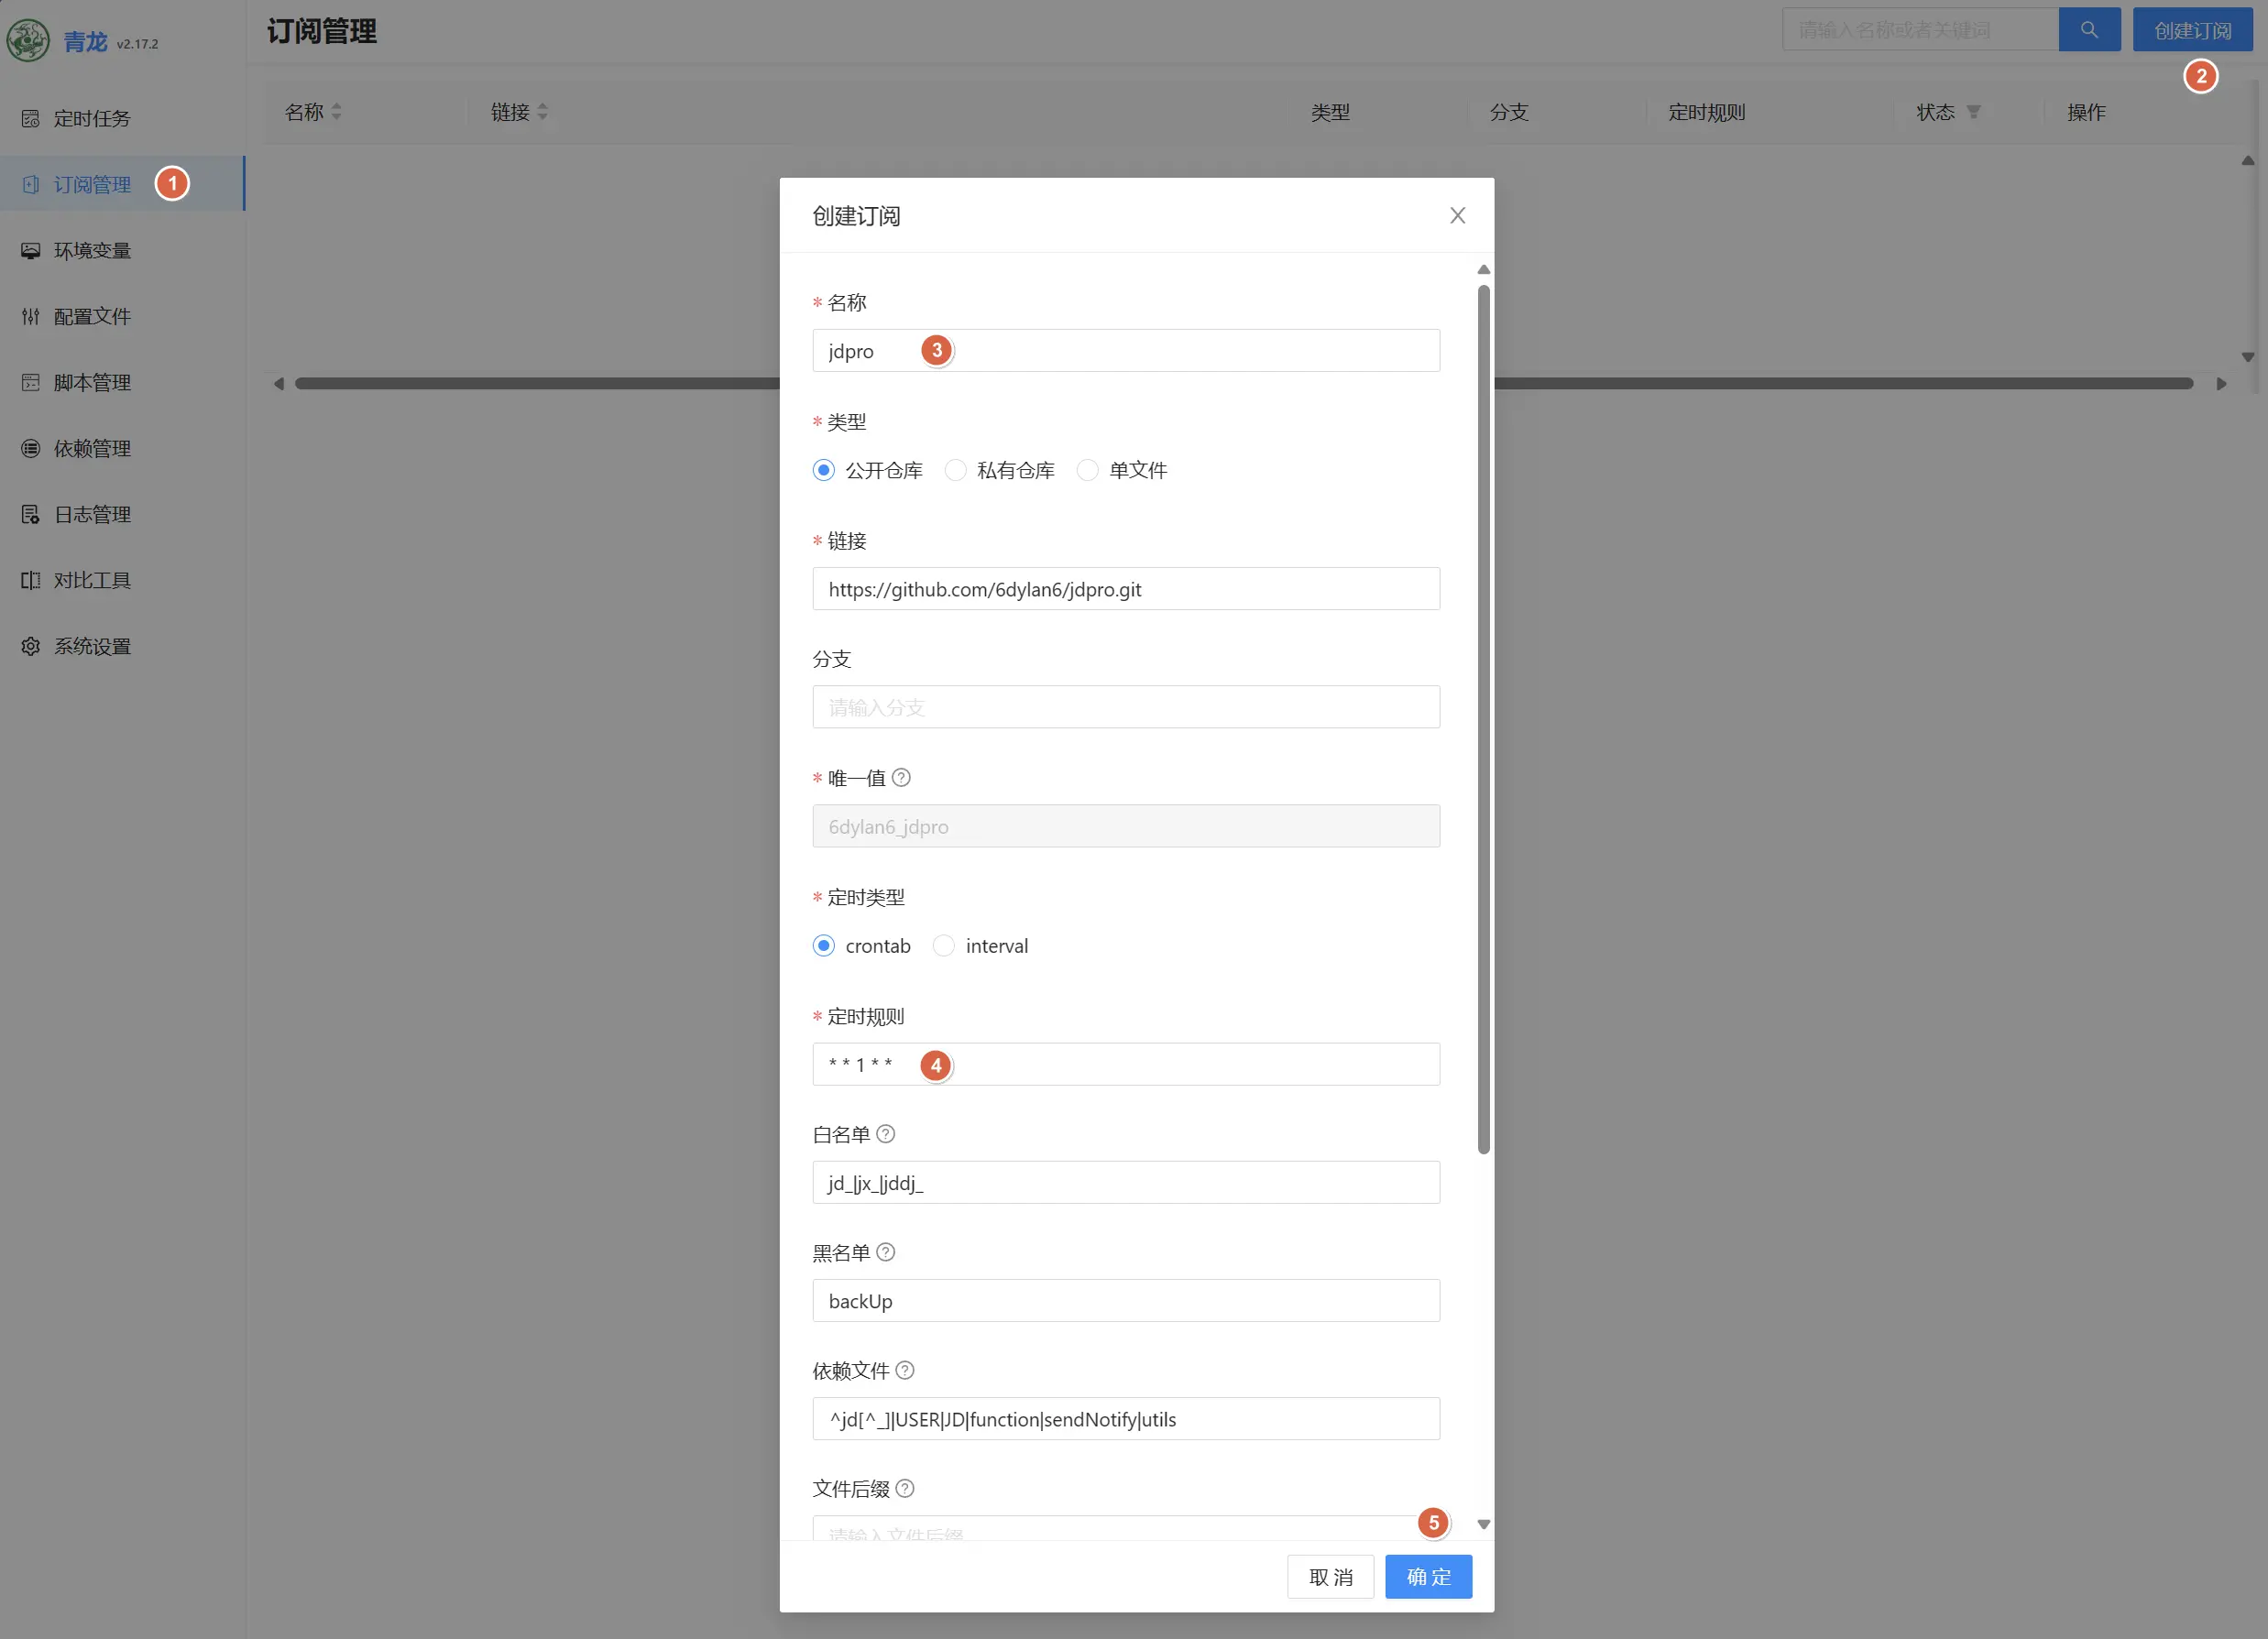 青龙 v2.17.2
定时任务
订阅管理 1
环境变量
配置文件
脚本管理
依赖管理
日志管理
对比工具
系统设置
订阅管理
请输入名称或者关键词
创建订阅
2
名称 链接 类型 分支 定时规则 状态 操作
创建订阅
* 名称
jdpro 3
* 类型
公开仓库 私有仓库 单文件
* 链接
https://github.com/6dylan6/jdpro.git
分支
请输入分支
* 唯一值
6dylan6_jdpro
* 定时类型
crontab interval
* 定时规则
* * 1 * * 4
白名单
jd_|jx_|jddj_
黑名单
backUp
依赖文件
^jd[^_]|USER|JD|function|sendNotify|utils
文件后缀
请输入文件后缀
5
取 消 确 定